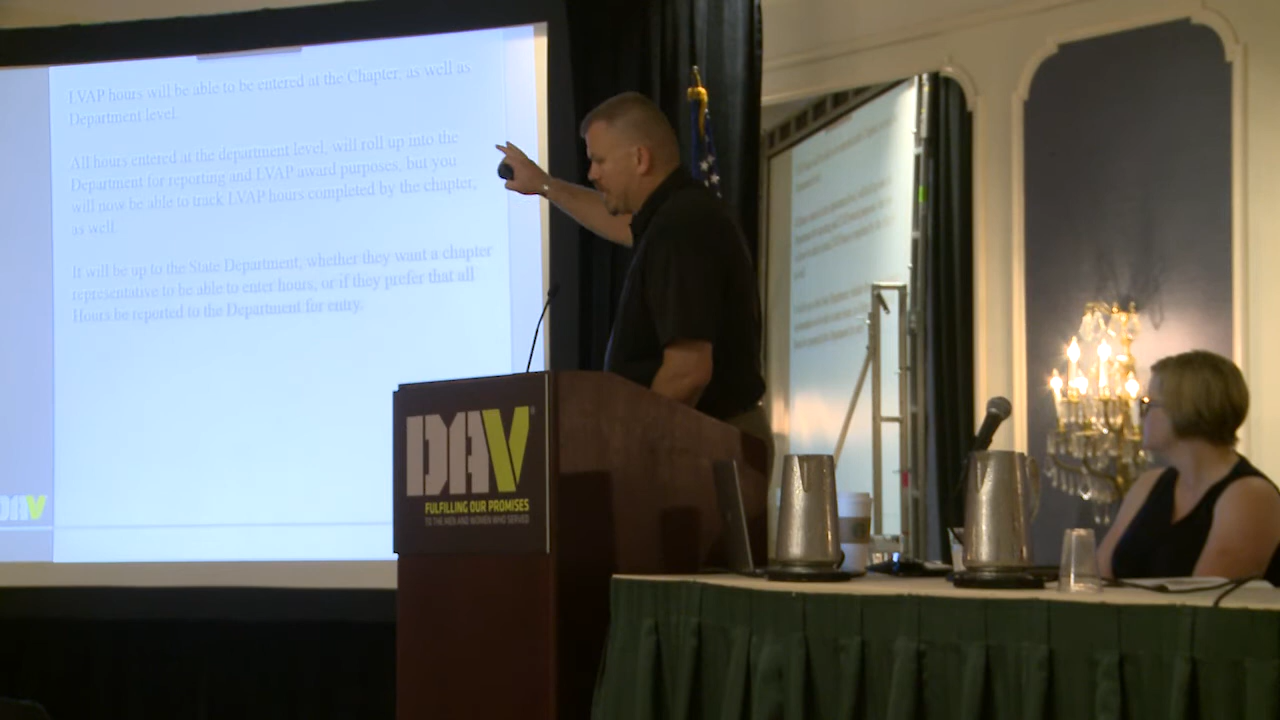 LVAP hours will be able to be entered at the Chapter, as well as
Department level.
All hours entered at the department level, will roll up into the
Department for reporting and LVAP award purposes, but you
will now be able to track LVAP hours completed by the chapter,
as well.
It will be up to the State Department, whether they want a chapter
representative to be able to enter hours, or if they prefer that all
Hours be reported to the Department for entry.
DAV
DAV
FULFILLING OUR PROMISES
TO THE MEN AND WOMEN WHO SERVED